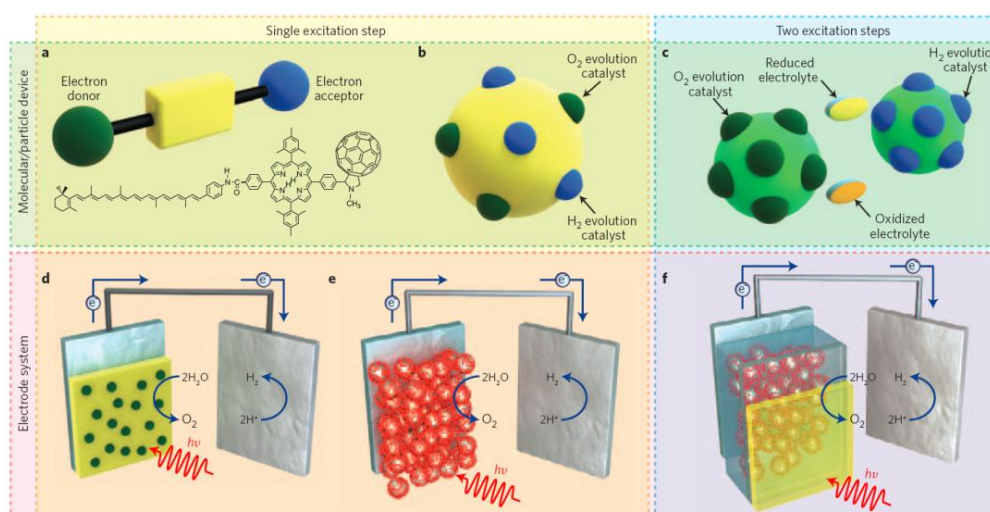 Single excitation step
Two excitation steps
Molecular/particle device
a
Electron
donor
Electron
acceptor
H
N
C
O
N
N
H
H
N
N
N
CH₃
b
O₂ evolution
catalyst
H₂ evolution
catalyst
c
O₂ evolution
catalyst
Reduced
electrolyte
H₂ evolution
catalyst
Oxidized
electrolyte
Electrode system
d
e⁻
e⁻
2H₂O
O₂
H₂
2H⁺
hν
e
e⁻
e⁻
2H₂O
O₂
H₂
2H⁺
hν
f
e⁻
e⁻
2H₂O
O₂
H₂
2H⁺
hν